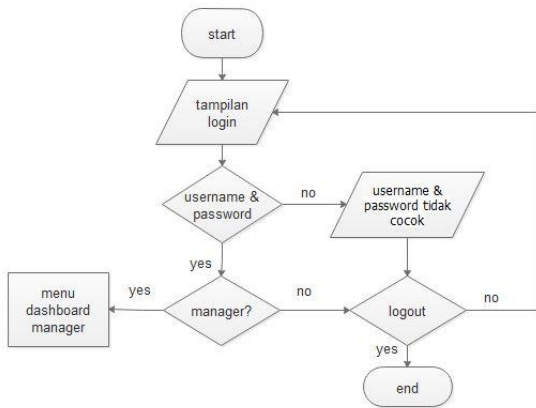 start
tampilan
login
username &
password
no
username &
password tidak
cocok
yes
menu
dashboard
manager
yes
manager?
no
logout
no
yes
end